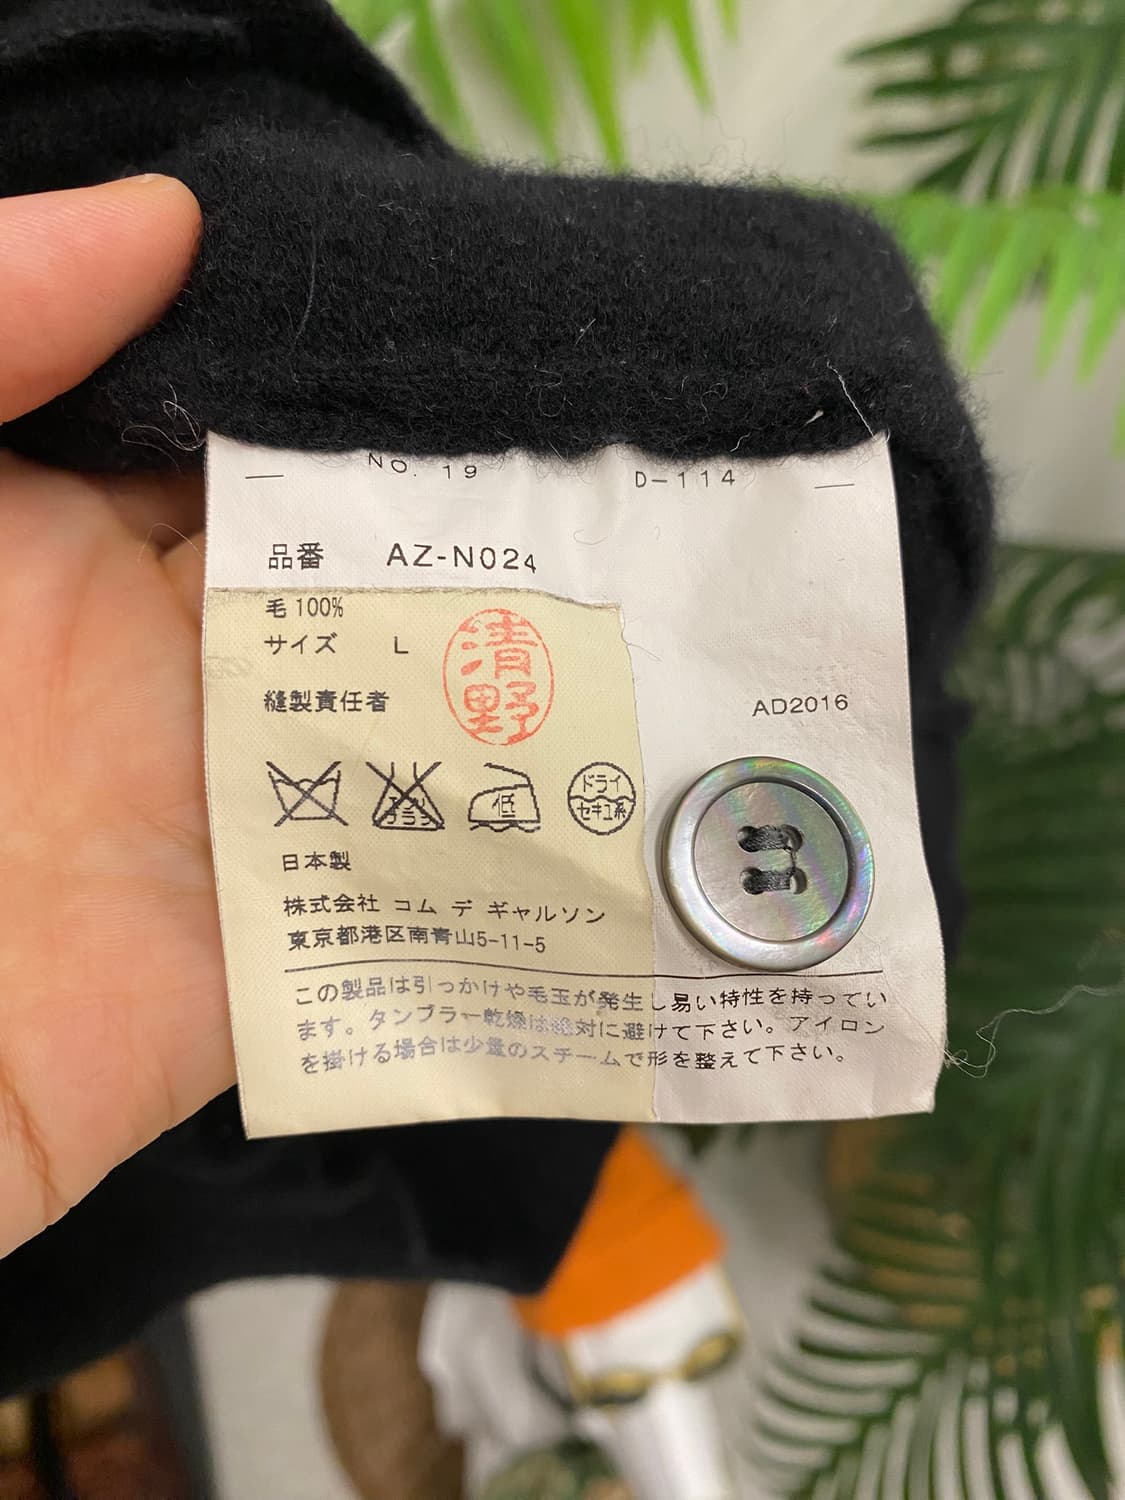 NO. 19 D-114
品番 AZ-N024
毛 100%
サイズ L
清野
縫製責任者
AD2016
低
ドライ
セキユ系
日本製
株式会社 コム デ ギャルソン
東京都港区南青山5-11-5
この製品は引っかけや毛玉が発生し易い特性を持ってい
ます。タンブラー乾燥は絶対に避けて下さい。アイロン
を掛ける場合は少量のスチームで形を整えて下さい。